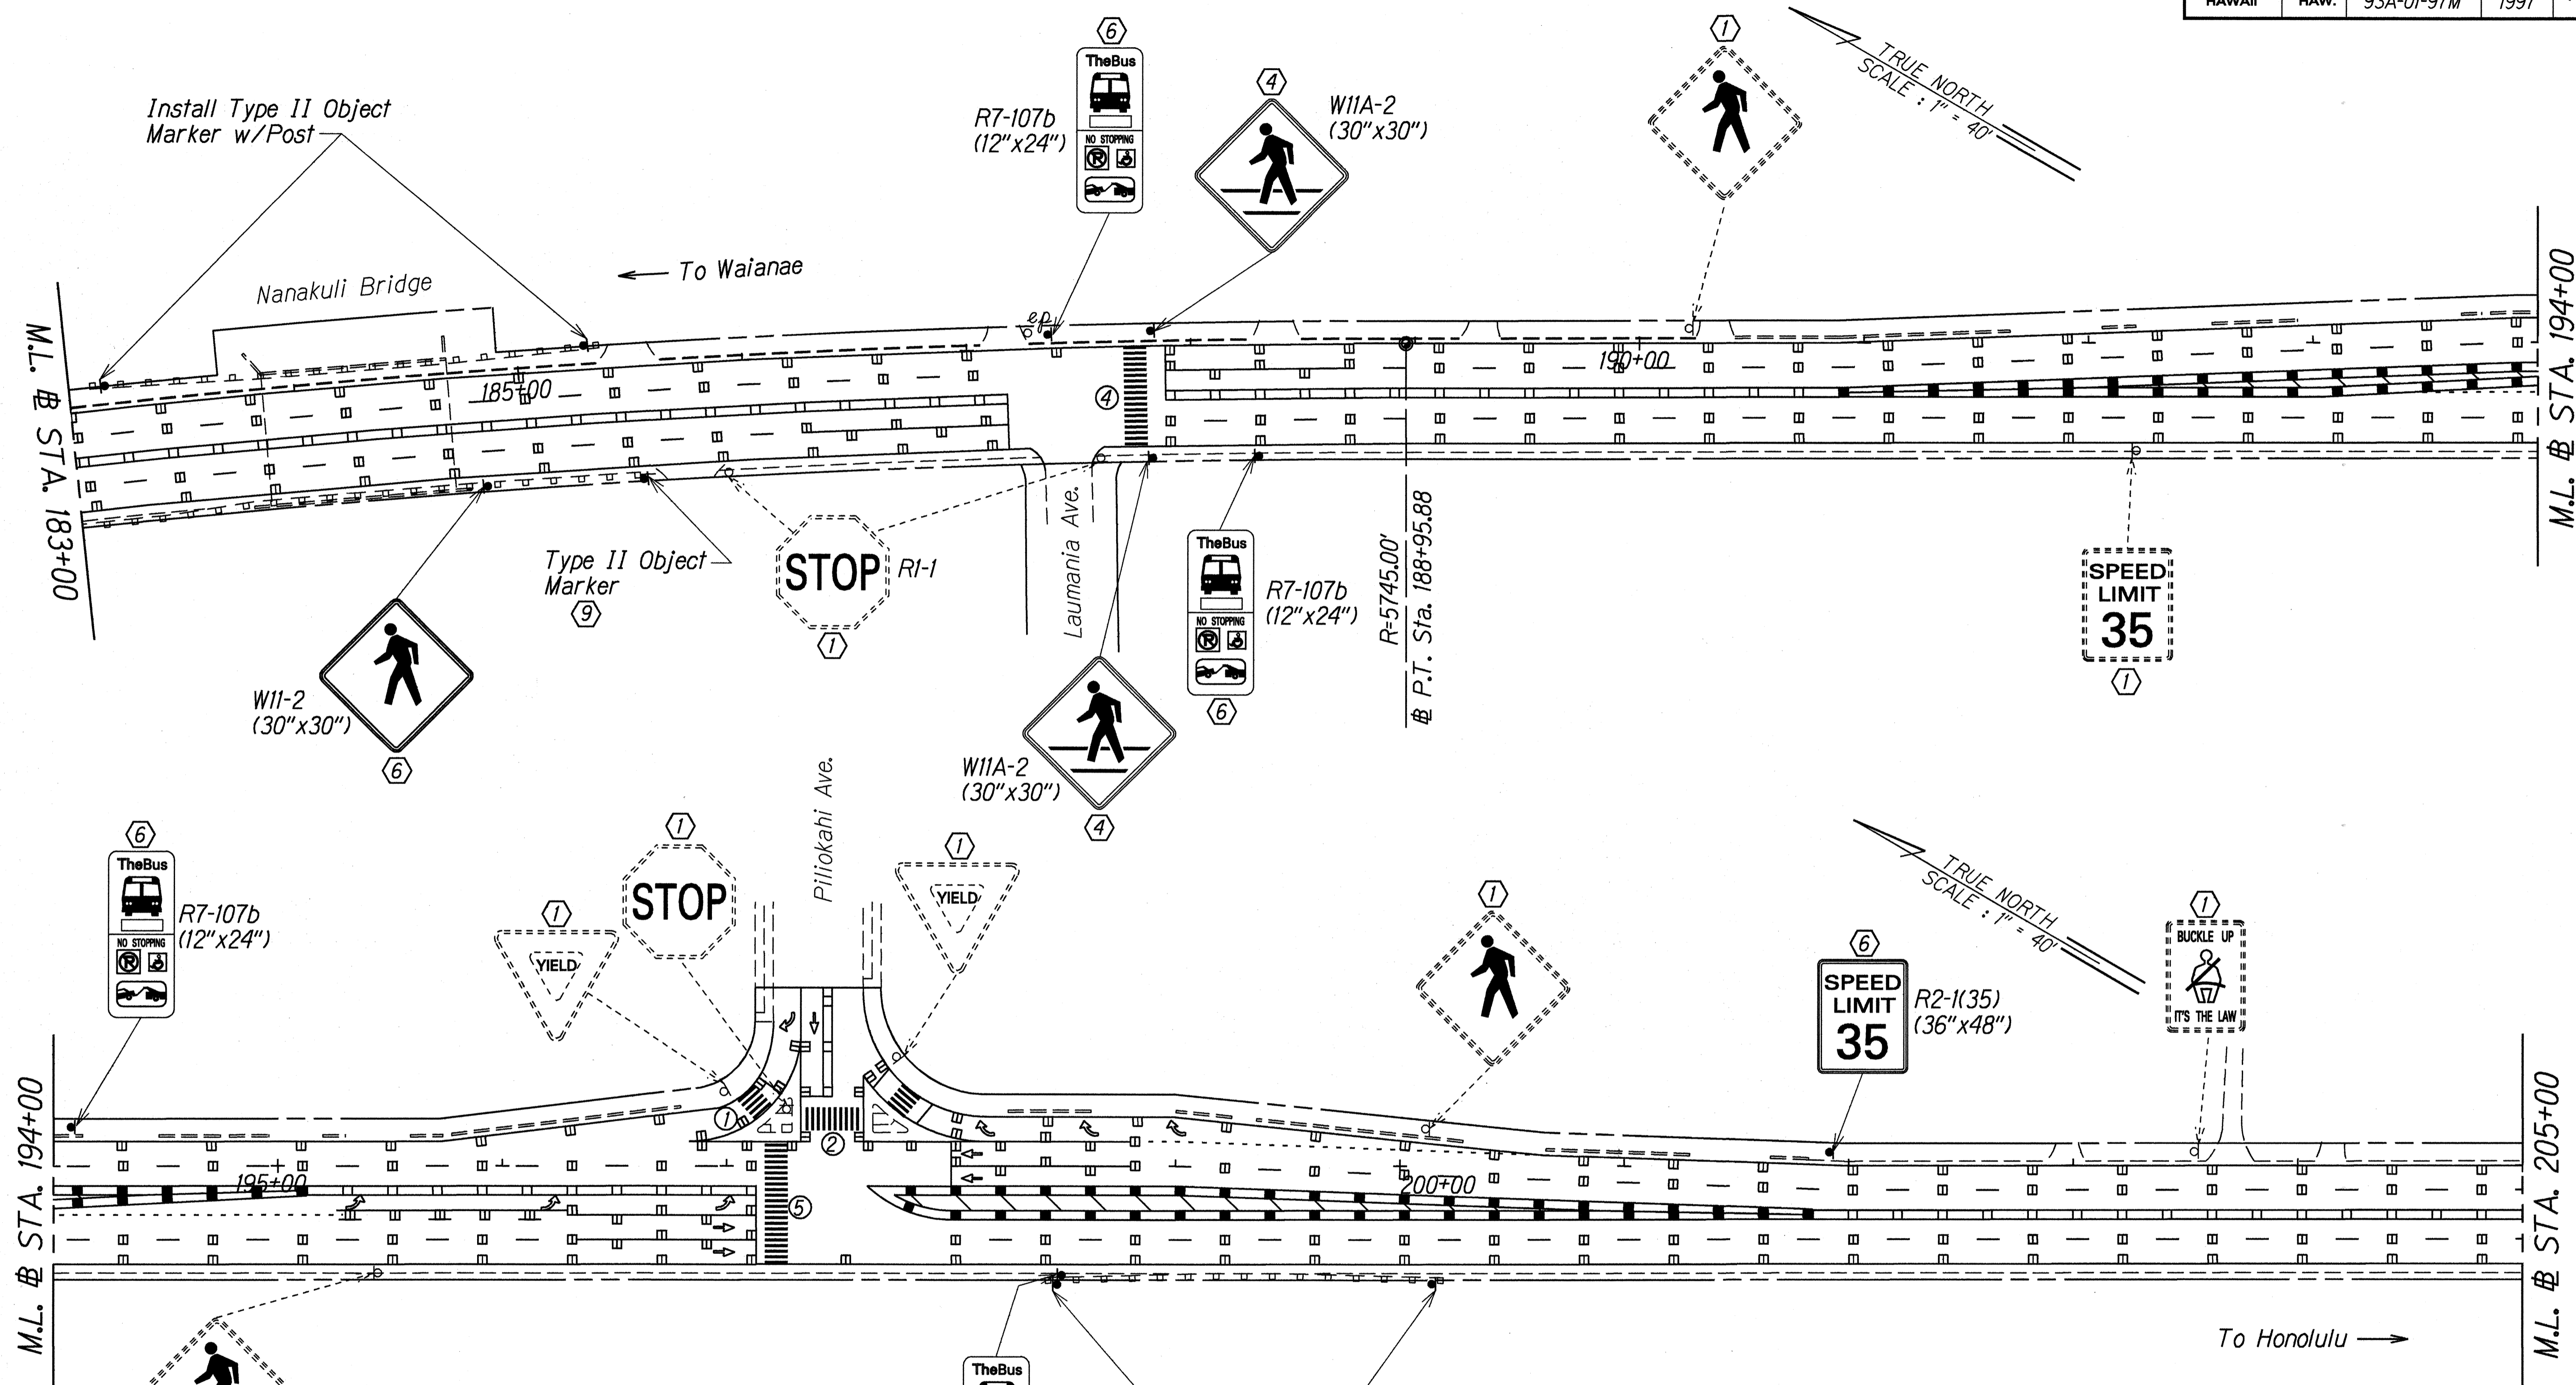 HAWAII HAW. 93A-01-97M 1997
6
TheBus
NO STOPPING
R7-107b
(12"x24")
4
W11A-2
(30"x30")
1
TRUE NORTH
SCALE : 1" = 40'
Install Type II Object
Marker w/Post
Nanakuli Bridge
To Waianae
ep
M.L. B STA. 183+00
185+00
4
190+00
M.L. B STA. 194+00
Type II Object
Marker
9
STOP
R1-1
1
Laumania Ave.
TheBus
NO STOPPING
R7-107b
(12"x24")
6
R=5745.00'
B P.T. Sta. 188+95.88
SPEED
LIMIT
35
1
W11-2
(30"x30")
6
W11A-2
(30"x30")
4
6
TheBus
NO STOPPING
R7-107b
(12"x24")
1
YIELD
1
STOP
Piliokahi Ave.
1
YIELD
1
TRUE NORTH
SCALE : 1" = 40'
6
SPEED
LIMIT
35
R2-1(35)
(36"x48")
1
BUCKLE UP
IT'S THE LAW
M.L. B STA. 194+00
195+00
1
2
5
200+00
M.L. B STA. 205+00
To Honolulu
TheBus